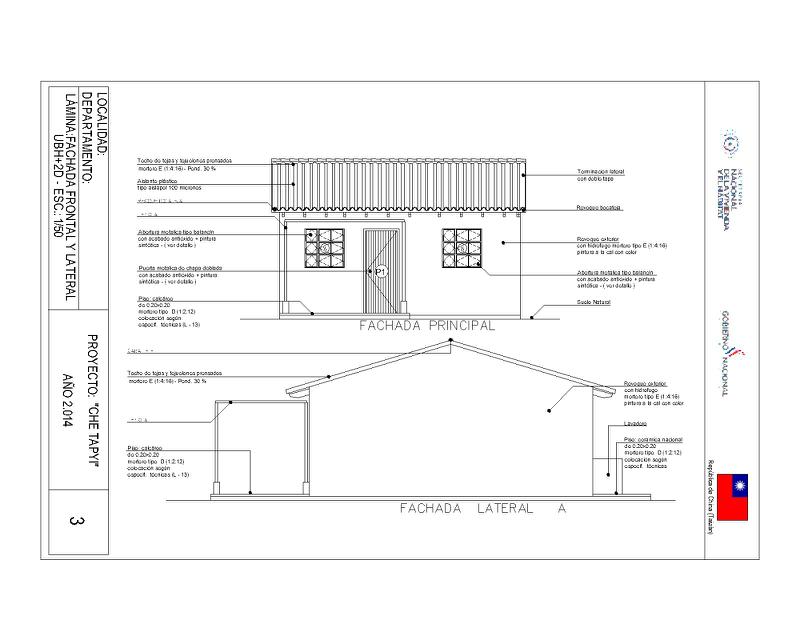 LOCALIDAD:
DEPARTAMENTO:
LÁMINA:FACHADA FRONTAL Y LATERAL
UBH+2D - ESC.: 1/50
PROYECTO: "CHE TAPYI"
AÑO 2.014
3
Techo de tejas y tejuelones prensados
mortero E (1:4:16) - Pend. 30 %
Aislante plástico
tipo aislapol 100 micrones
Abertura metalica tipo balancin
con acabado antioxido + pintura
sintética - ( ver detalle )
Puerta metalica de chapa doblada
con acabado antioxido + pintura
sintética - ( ver detalle )
Piso: calcáreo
de 0.20x0.20
mortero tipo D (1:2:12)
colocación según
especif. técnicas (L - 13)
P1
Terminacion lateral
con doble tapa
Revoque bocateja
Revoque exterior
con hidrofugo mortero tipo E (1:4:16)
pintura a la cal con color
Abertura metalica tipo balancin
con acabado antioxido + pintura
sintética - ( ver detalle )
Suelo Natural
FACHADA PRINCIPAL
Techo de tejas y tejuelones prensados
mortero E (1:4:16) - Pend. 30 %
Piso: calcáreo
de 0.20x0.20
mortero tipo D (1:2:12)
colocación según
especif. técnicas (L - 13)
Revoque exterior
con hidrofugo
mortero tipo E (1:4:16)
pintura a la cal con color
Lavadero
Piso: cerámica nacional
de 0.20x0.20
mortero tipo D (1:2:12)
colocación según
especif. técnicas
FACHADA LATERAL A
NACIONAL
DE LA VIVIENDA
Y EL HABITAT
GOBIERNO NACIONAL
República de China (Taiwán)